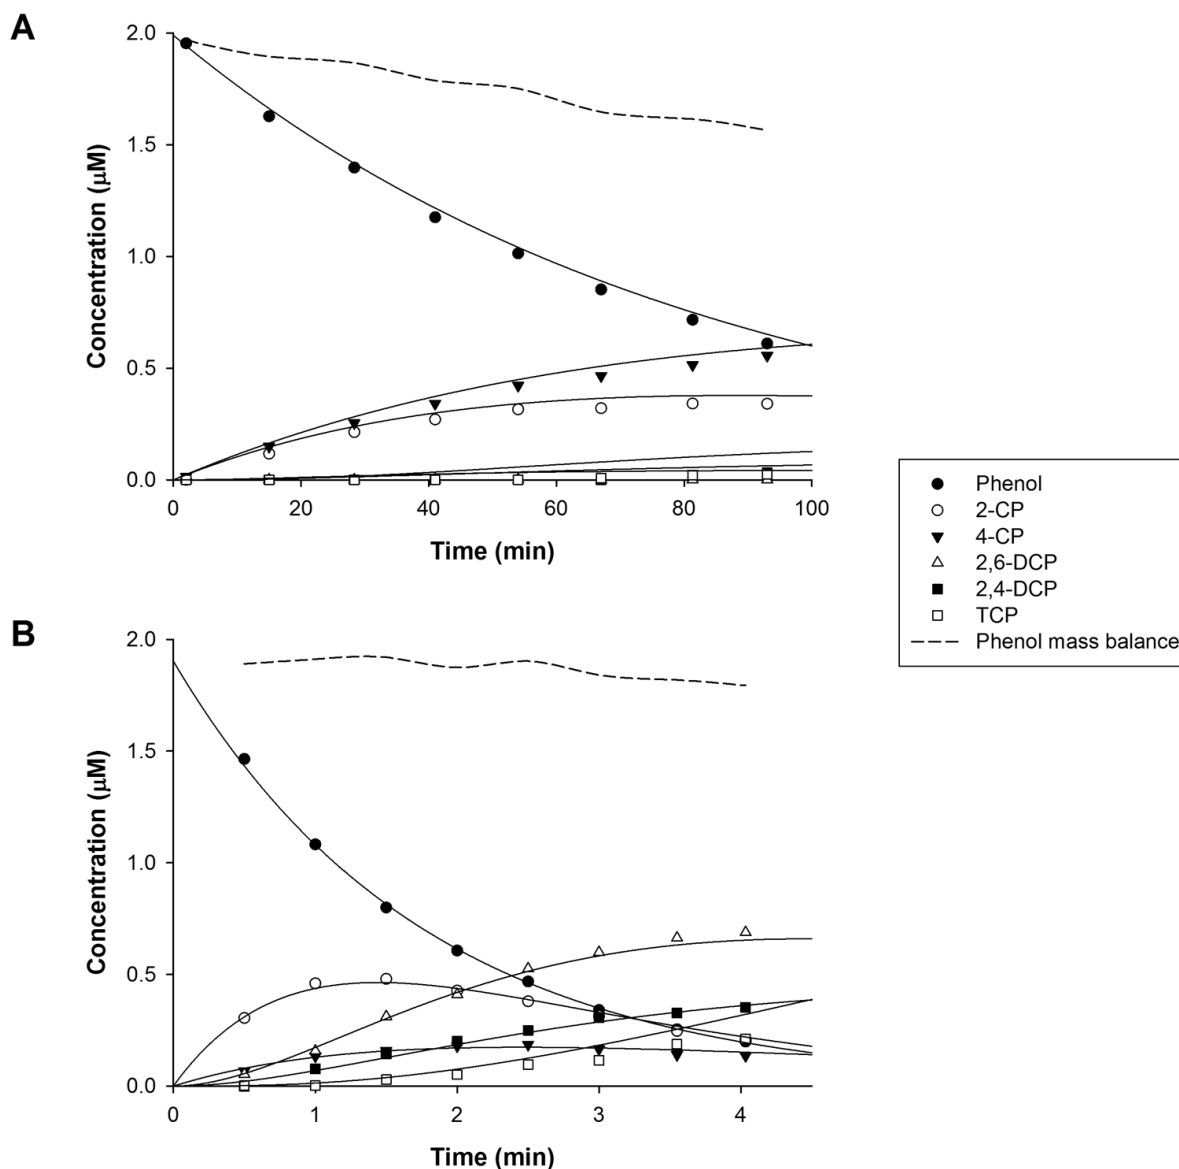 A
2.0
1.5
1.0
0.5
0.0
Concentration (μM)
0 20 40 60 80 100
Time (min)
Phenol
2-CP
4-CP
2,6-DCP
2,4-DCP
TCP
Phenol mass balance
B
2.0
1.5
1.0
0.5
0.0
Concentration (μM)
0 1 2 3 4
Time (min)